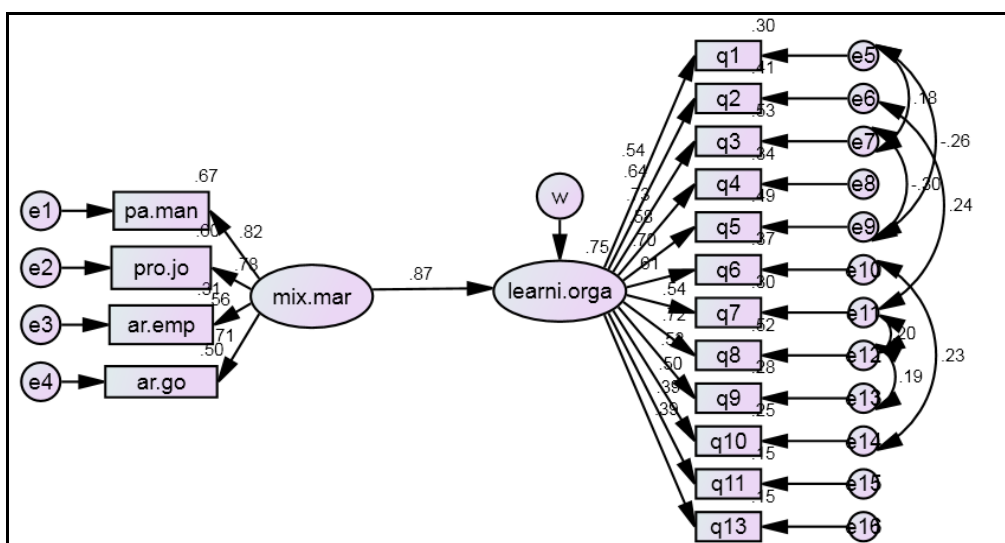 .30
q1
e5
.41
q2
e6
.18
.53
q3
e7
-.26
.34
q4
e8
-.30
.49
q5
e9
.24
.37
q6
e10
.30
q7
e11
.52
q8
e12
.20
.28
q9
e13
.19
.23
.25
q10
e14
.15
q11
e15
.15
q13
e16
.54
.64
.73
.58
.70
.61
.54
.72
.53
.50
.39
.39
w
.75
learni.orga
.87
mix.mar
.67
e1
pa.man
.82
.60
e2
pro.jo
.78
.31
e3
ar.emp
.56
.71
.50
e4
ar.go